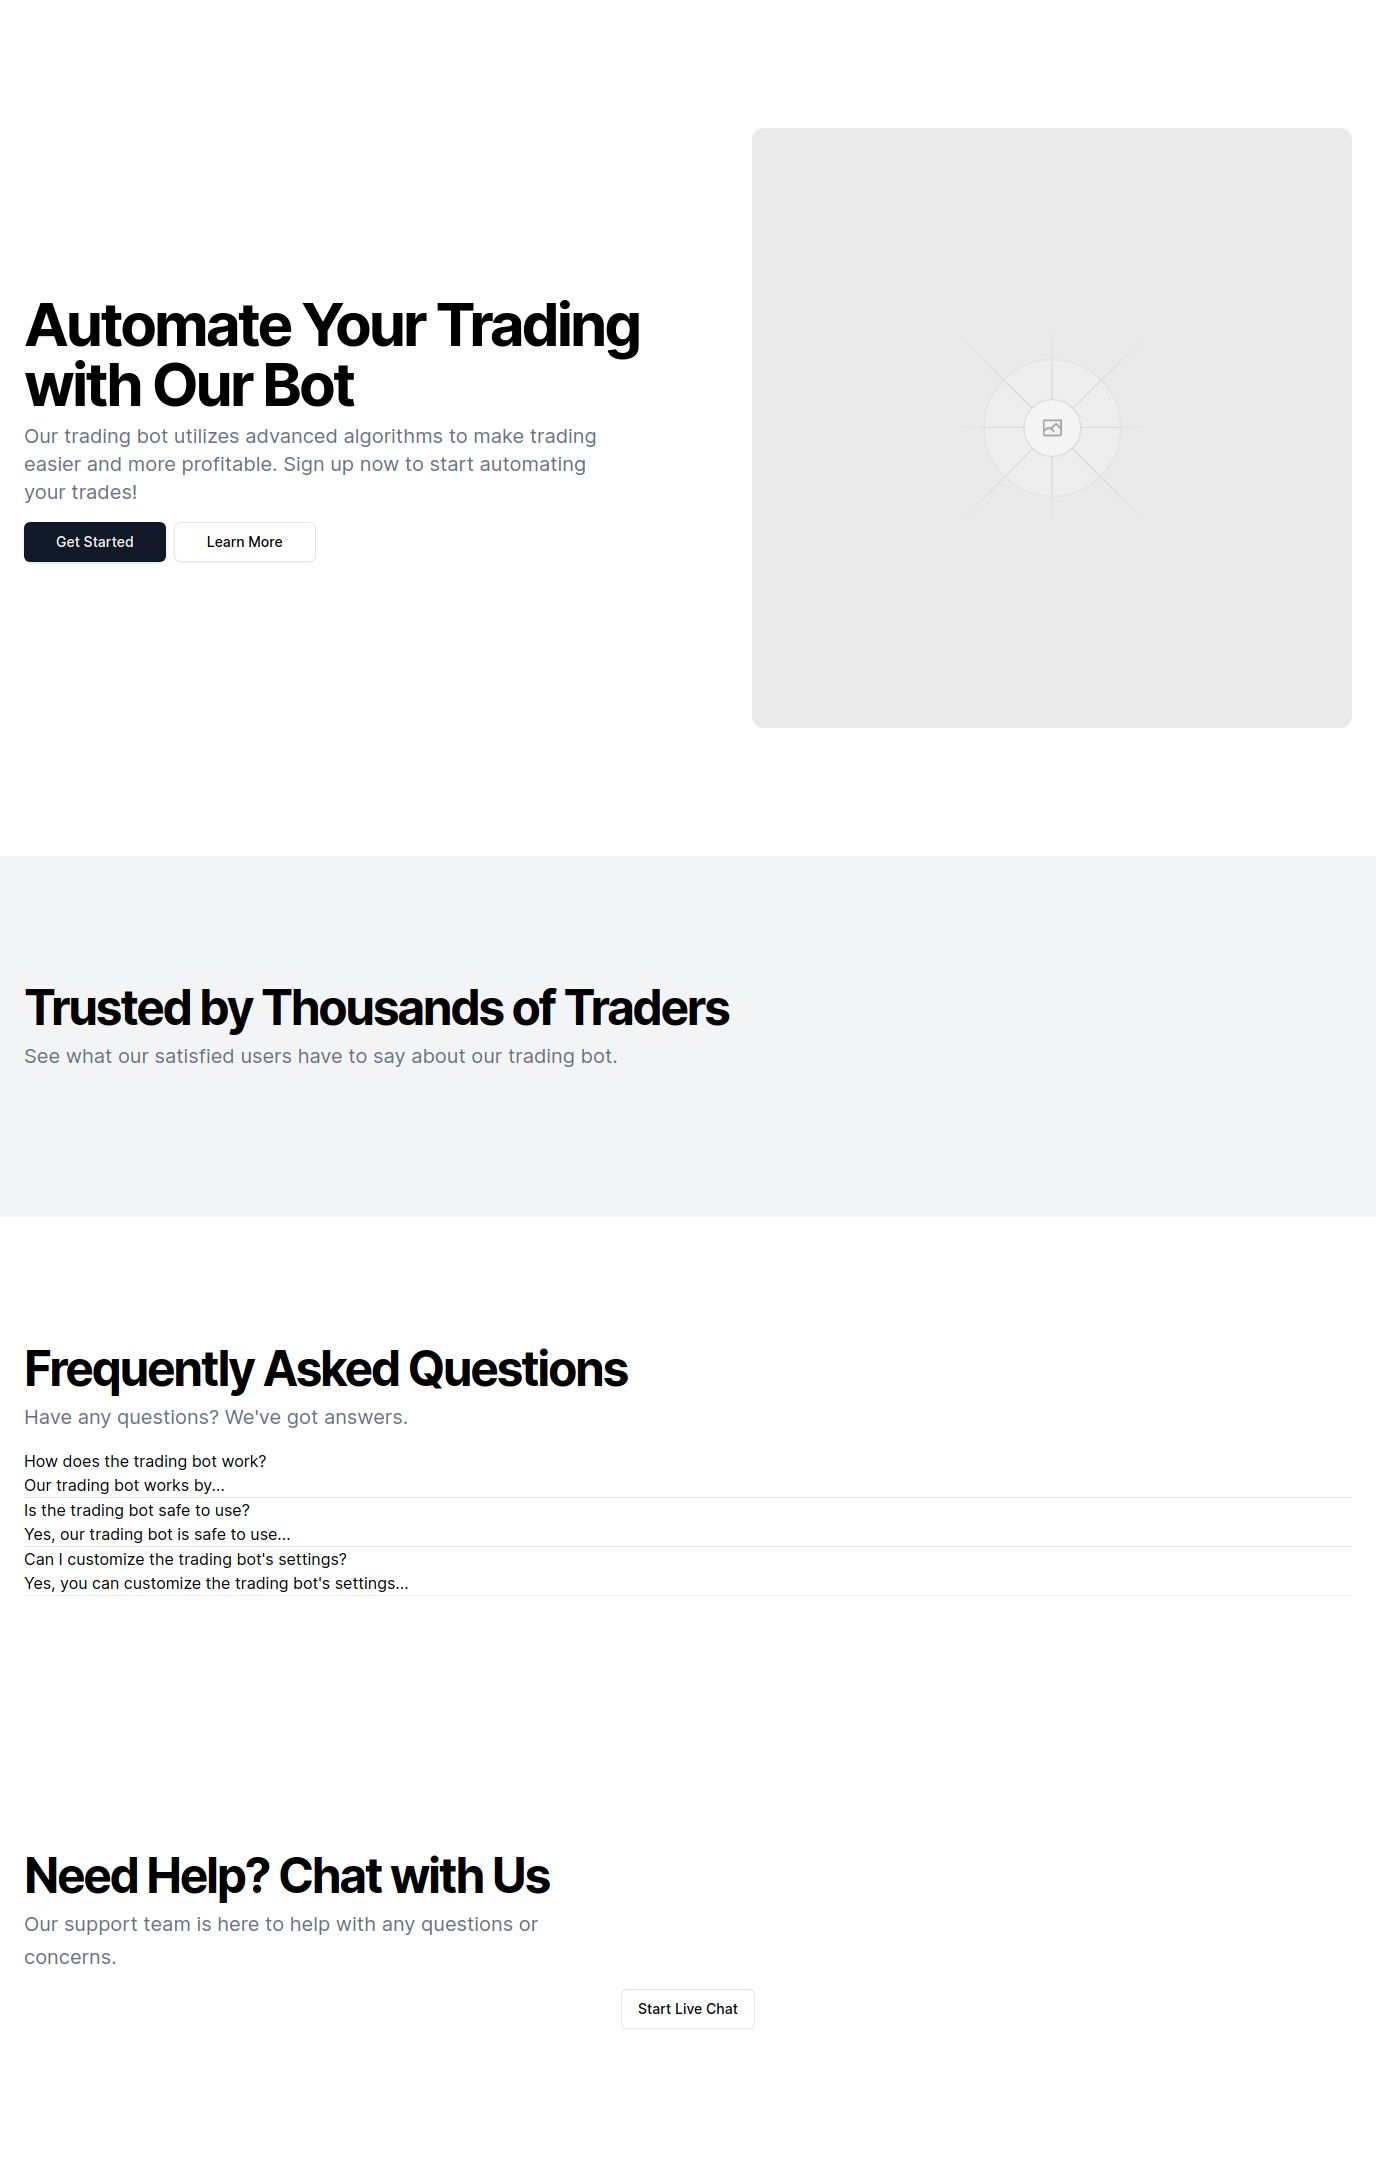 Automate Your Trading
with Our Bot
Our trading bot utilizes advanced algorithms to make trading
easier and more profitable. Sign up now to start automating
your trades!
Get Started
Learn More
Trusted by Thousands of Traders
See what our satisfied users have to say about our trading bot.
Frequently Asked Questions
Have any questions? We've got answers.
How does the trading bot work?
Our trading bot works by...
Is the trading bot safe to use?
Yes, our trading bot is safe to use...
Can I customize the trading bot's settings?
Yes, you can customize the trading bot's settings...
Need Help? Chat with Us
Our support team is here to help with any questions or
concerns.
Start Live Chat